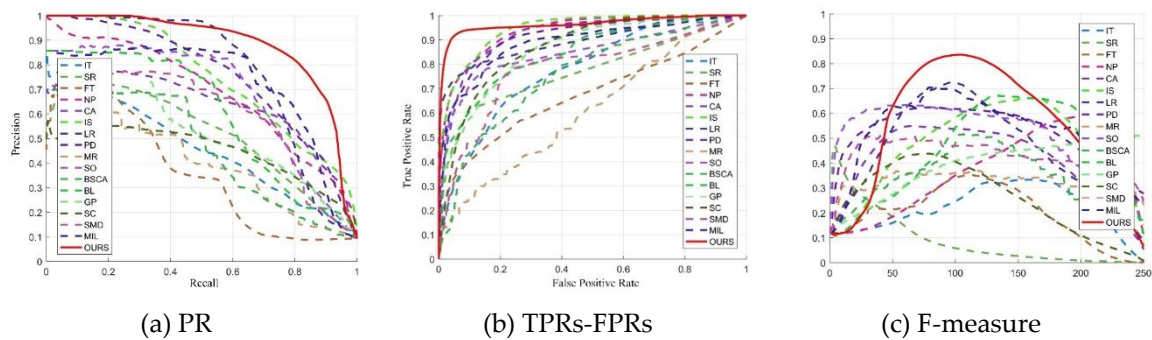 1
0.9
0.8
0.7
0.6
0.5
0.4
0.3
0.2
0.1
0
Precision
0
0.2
0.4
0.6
0.8
1
Recall
IT
SR
FT
NP
CA
IS
LR
PD
MR
SO
BSCA
BL
GP
SC
SMD
MIL
OURS
(a) PR
1
0.9
0.8
0.7
0.6
0.5
0.4
0.3
0.2
0.1
0
True Positive Rate
0
0.2
0.4
0.6
0.8
1
False Positive Rate
IT
SR
FT
NP
CA
IS
LR
PD
MR
SO
BSCA
BL
GP
SC
SMD
MIL
OURS
(b) TPRs-FPRs
1
0.9
0.8
0.7
0.6
0.5
0.4
0.3
0.2
0.1
0
0
50
100
150
200
250
IT
SR
FT
NP
CA
IS
LR
PD
MR
SO
BSCA
BL
GP
SC
SMD
MIL
OURS
(c) F-measure